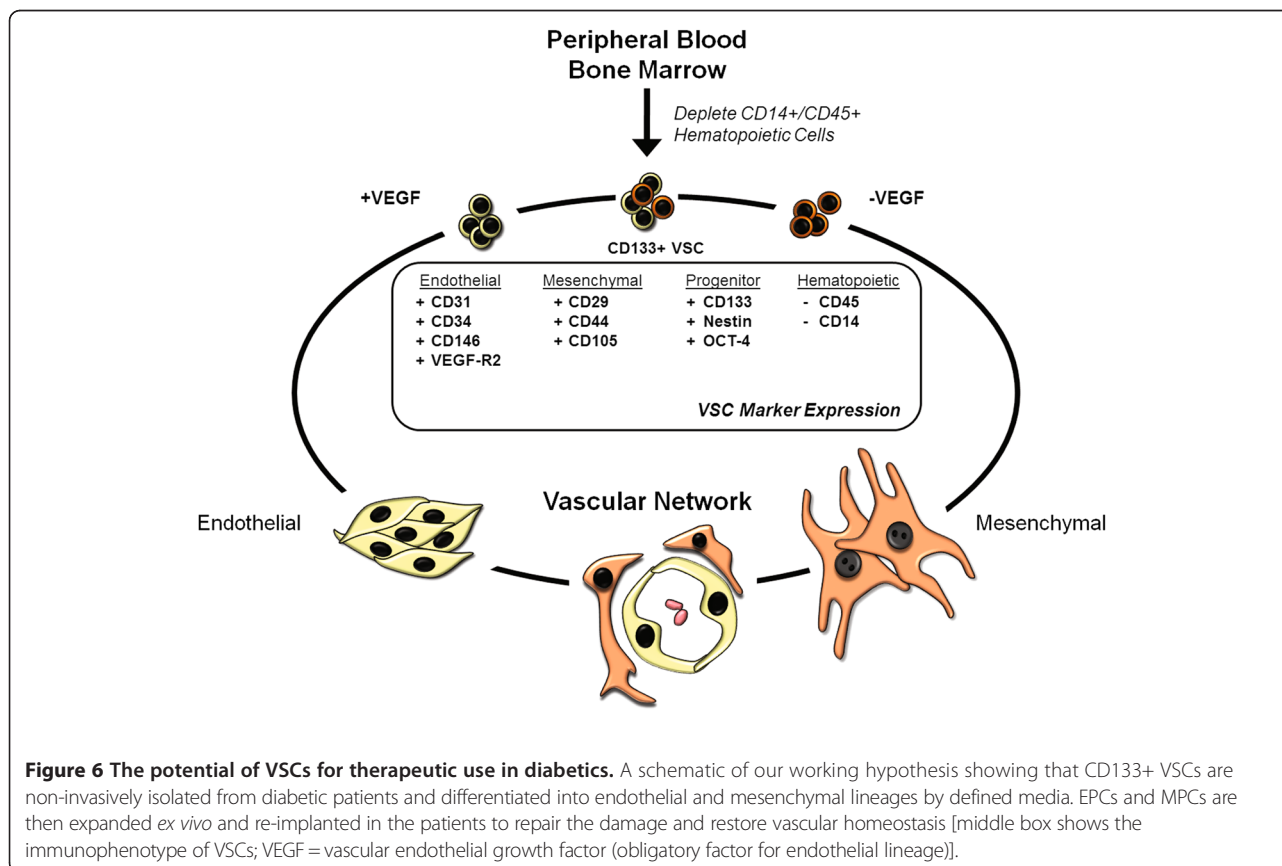 Peripheral Blood
Bone Marrow
Deplete CD14+/CD45+
Hematopoietic Cells
+VEGF
-VEGF
CD133+ VSC
Endothelial Mesenchymal Progenitor Hematopoietic
+ CD31 + CD29 + CD133 - CD45
+ CD34 + CD44 + Nestin - CD14
+ CD146 + CD105 + OCT-4
+ VEGF-R2
VSC Marker Expression
Vascular Network
Endothelial
Mesenchymal
Figure 6 The potential of VSCs for therapeutic use in diabetics. A schematic of our working hypothesis showing that CD133+ VSCs are
non-invasively isolated from diabetic patients and differentiated into endothelial and mesenchymal lineages by defined media. EPCs and MPCs are
then expanded ex vivo and re-implanted in the patients to repair the damage and restore vascular homeostasis [middle box shows the
immunophenotype of VSCs; VEGF = vascular endothelial growth factor (obligatory factor for endothelial lineage)].